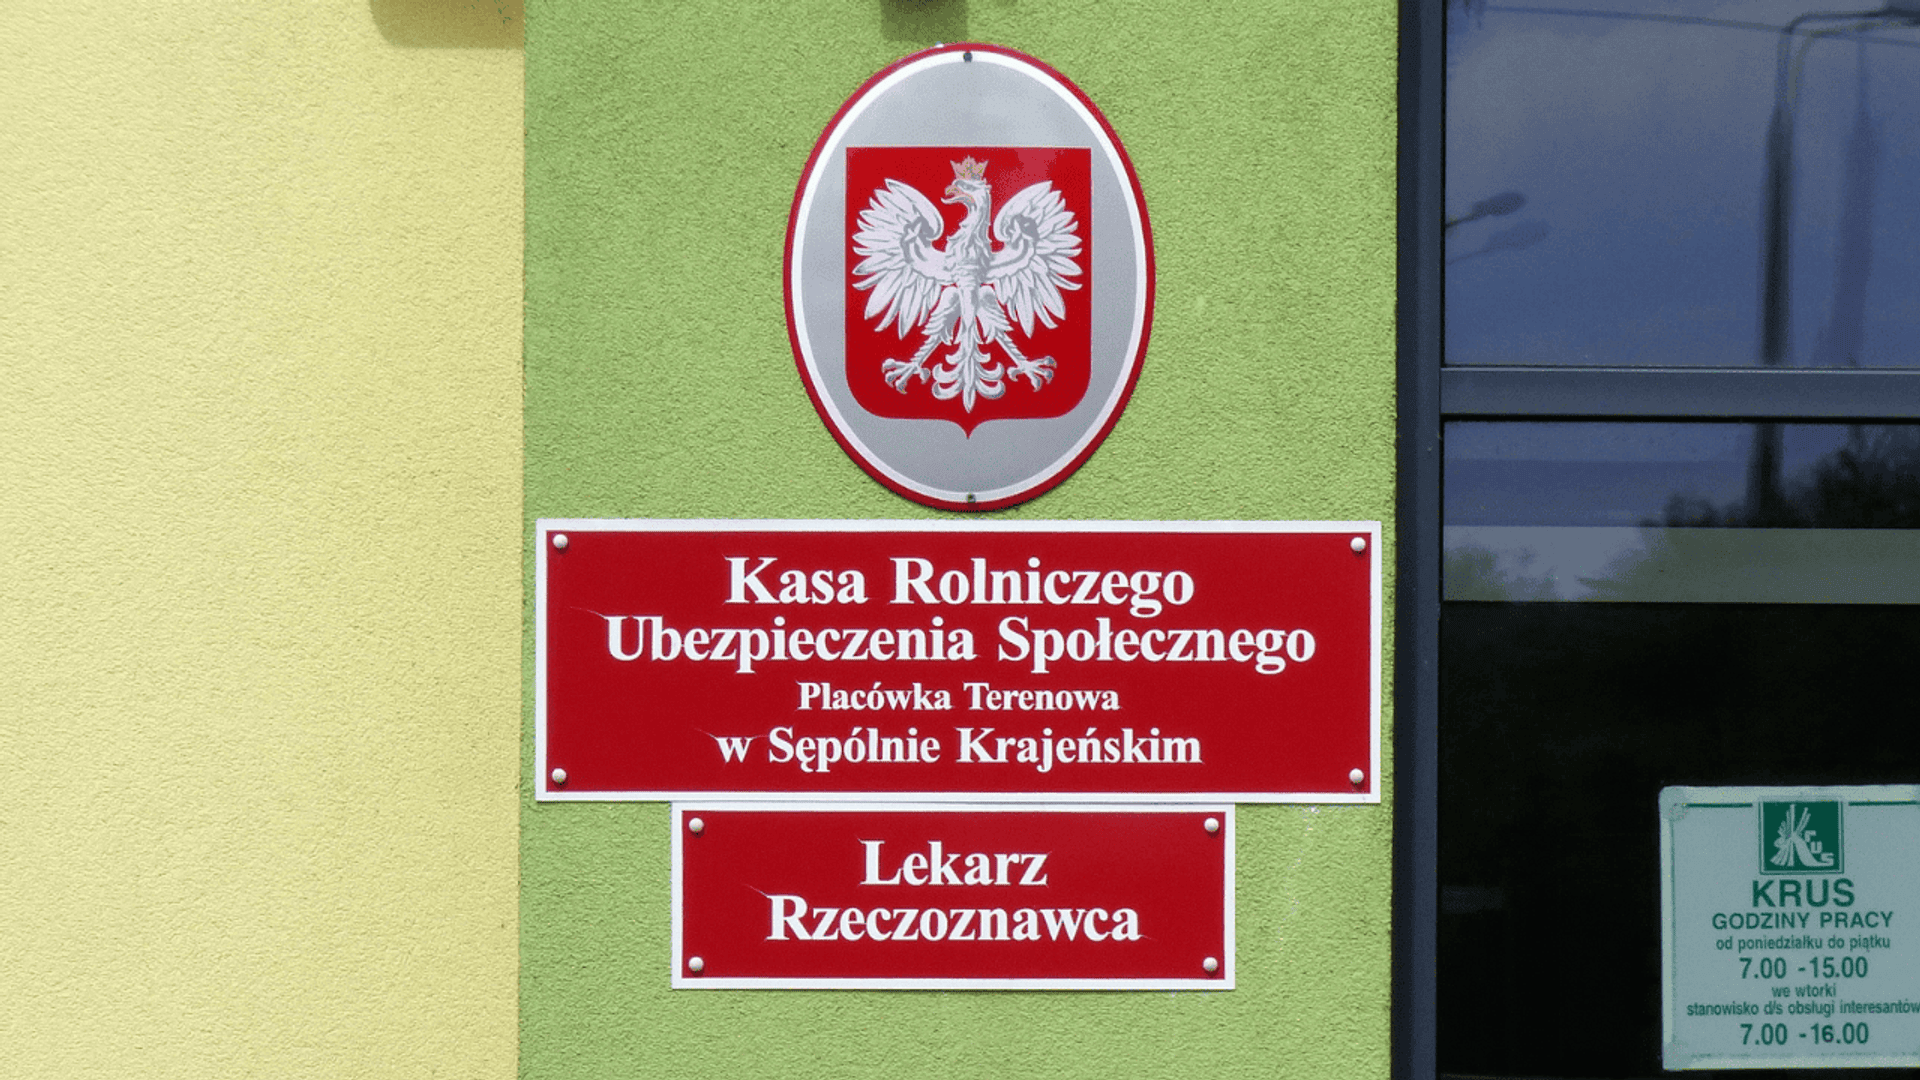 Kasa Rolniczego
Ubezpieczenia Społecznego
Placówka Terenowa
w Sępólnie Krajeńskim
Lekarz
Rzeczoznawca
Krus
KRUS
GODZINY PRACY
od poniedziałku do piątku
7.00 - 15.00
we wtorki
stanowisko d/s obsługi interesantów
7.00 - 16.00